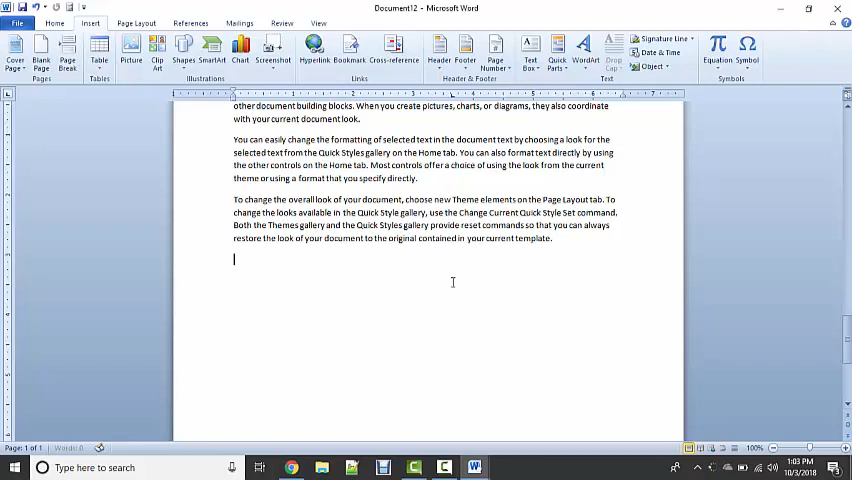 Document12 - Microsoft Word
File Home Insert Page Layout References Mailings Review View
Cover Page Blank Page Page Break Table Picture Clip Art Shapes SmartArt Chart Screenshot Hyperlink Bookmark Cross-reference Header Footer Page Number Text Box Quick Parts WordArt Drop Cap Signature Line Date & Time Object Equation Symbol
Pages Tables Illustrations Links Header & Footer Text Symbols
1 1 2 3 4 5 6 7
other document building blocks. When you create pictures, charts, or diagrams, they also coordinate
with your current document look.
You can easily change the formatting of selected text in the document text by choosing a look for the
selected text from the Quick Styles gallery on the Home tab. You can also format text directly by using
the other controls on the Home tab. Most controls offer a choice of using the look from the current
theme or using a format that you specify directly.
To change the overall look of your document, choose new Theme elements on the Page Layout tab. To
change the looks available in the Quick Style gallery, use the Change Current Quick Style Set command.
Both the Themes gallery and the Quick Styles gallery provide reset commands so that you can always
restore the look of your document to the original contained in your current template.
Page: 1 of 1 Words: 0 100%
Type here to search
1:03 PM
10/3/2018